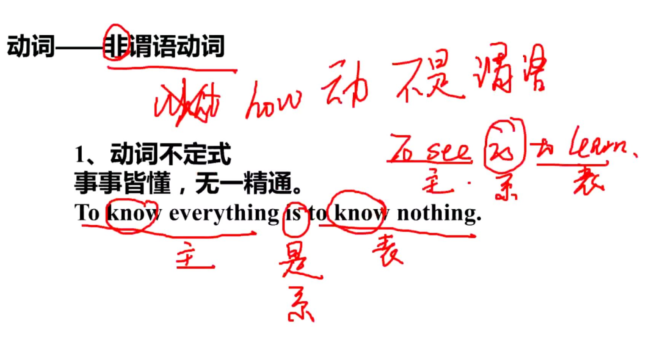 动词——非谓语动词
how 动 不是 谓语
1、动词不定式
To see is to learn.
主. 系 表
事事皆懂，无一精通。
To know everything is to know nothing.
主 是 表
系